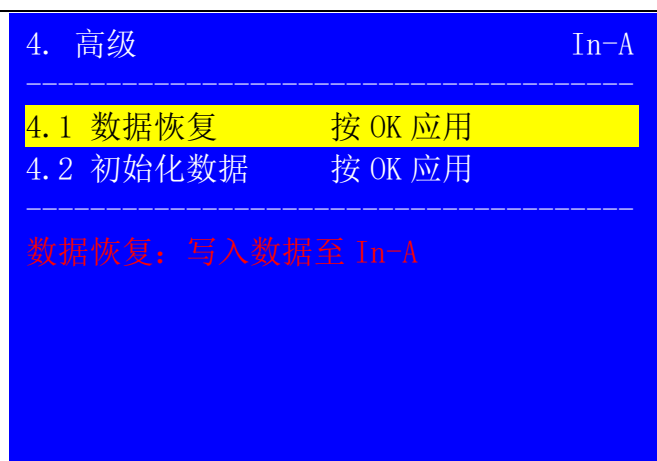 4. 高级 In-A
4.1 数据恢复 按 OK 应用
4.2 初始化数据 按 OK 应用
数据恢复：写入数据至 In-A